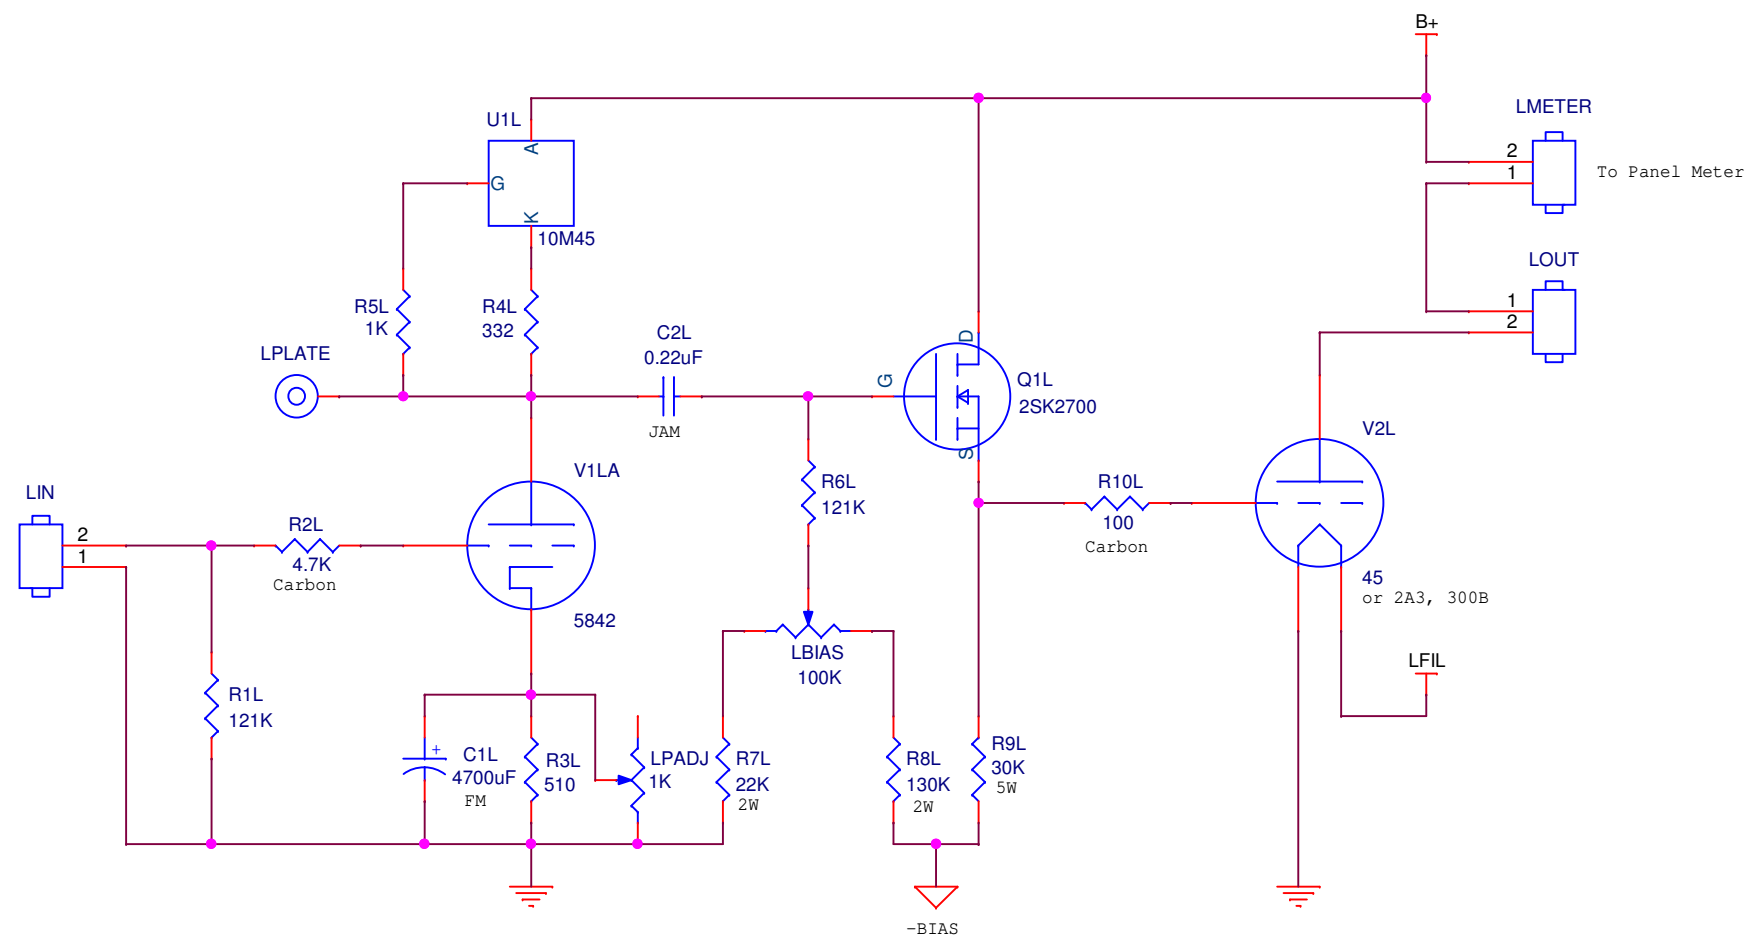 B+
LMETER
2
1
To Panel Meter
U1L
A
G
K
10M45
LOUT
1
2
R5L
1K
R4L
332
C2L
0.22uF
JAM
LPLATE
D
G
S
Q1L
2SK2700
V2L
45
or 2A3, 300B
V1LA
5842
R6L
121K
R10L
100
Carbon
LIN
2
1
R2L
4.7K
Carbon
LBIAS
100K
LFIL
R1L
121K
C1L
+
4700uF
FM
R3L
510
LPADJ
1K
R7L
22K
2W
R8L
130K
2W
R9L
30K
5W
-BIAS